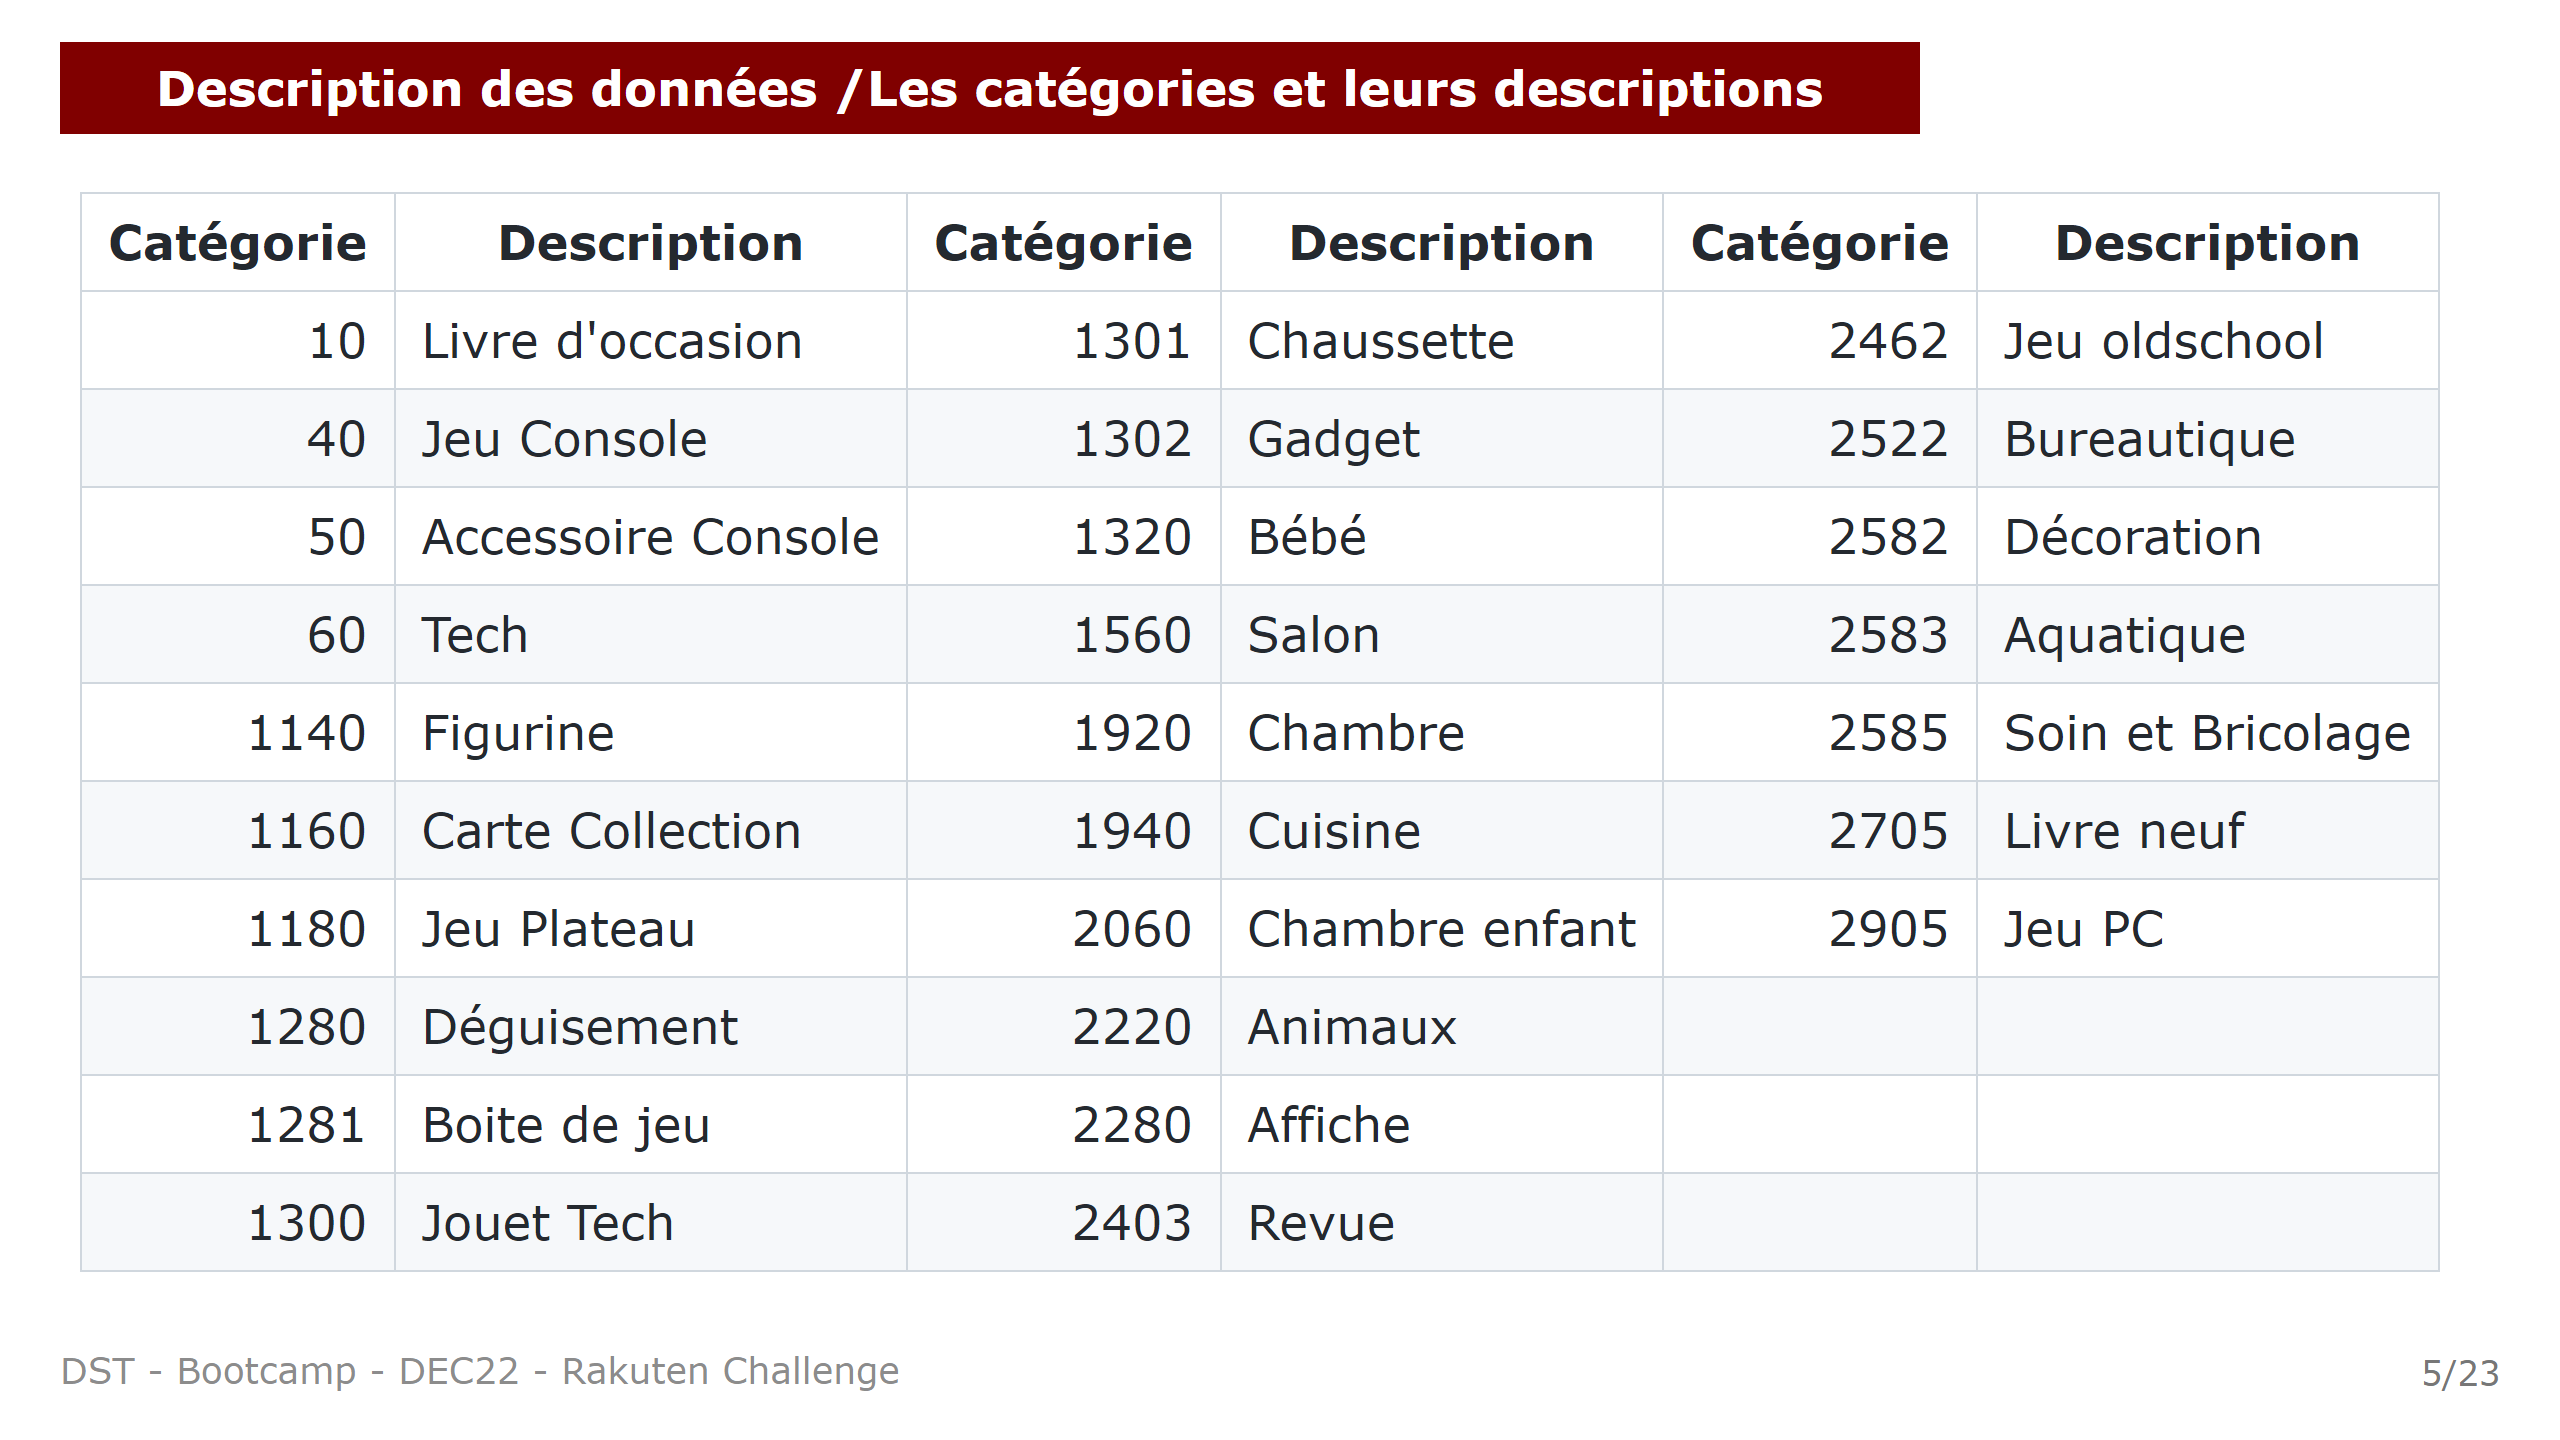 Description des données /Les catégories et leurs descriptions
Catégorie Description Catégorie Description Catégorie Description
10 Livre d'occasion 1301 Chaussette 2462 Jeu oldschool
40 Jeu Console 1302 Gadget 2522 Bureautique
50 Accessoire Console 1320 Bébé 2582 Décoration
60 Tech 1560 Salon 2583 Aquatique
1140 Figurine 1920 Chambre 2585 Soin et Bricolage
1160 Carte Collection 1940 Cuisine 2705 Livre neuf
1180 Jeu Plateau 2060 Chambre enfant 2905 Jeu PC
1280 Déguisement 2220 Animaux
1281 Boite de jeu 2280 Affiche
1300 Jouet Tech 2403 Revue
DST - Bootcamp - DEC22 - Rakuten Challenge
5/23